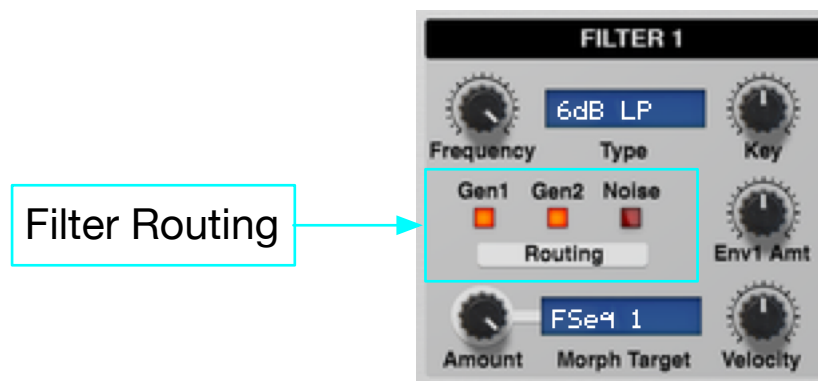 FILTER 1
6dB LP
Frequency Type Key
Gen1 Gen2 Noise
Filter Routing
Routing
Env1 Amt
FSeq 1
Amount Morph Target Velocity